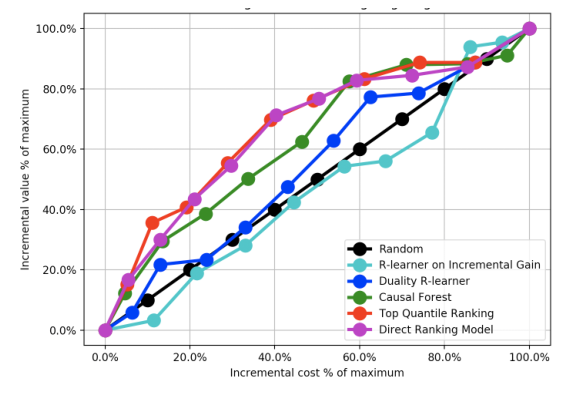 100.0%
80.0%
60.0%
40.0%
20.0%
0.0%
Incremental value % of maximum
Random
R-learner on Incremental Gain
Duality R-learner
Causal Forest
Top Quantile Ranking
Direct Ranking Model
0.0% 20.0% 40.0% 60.0% 80.0% 100.0%
Incremental cost % of maximum